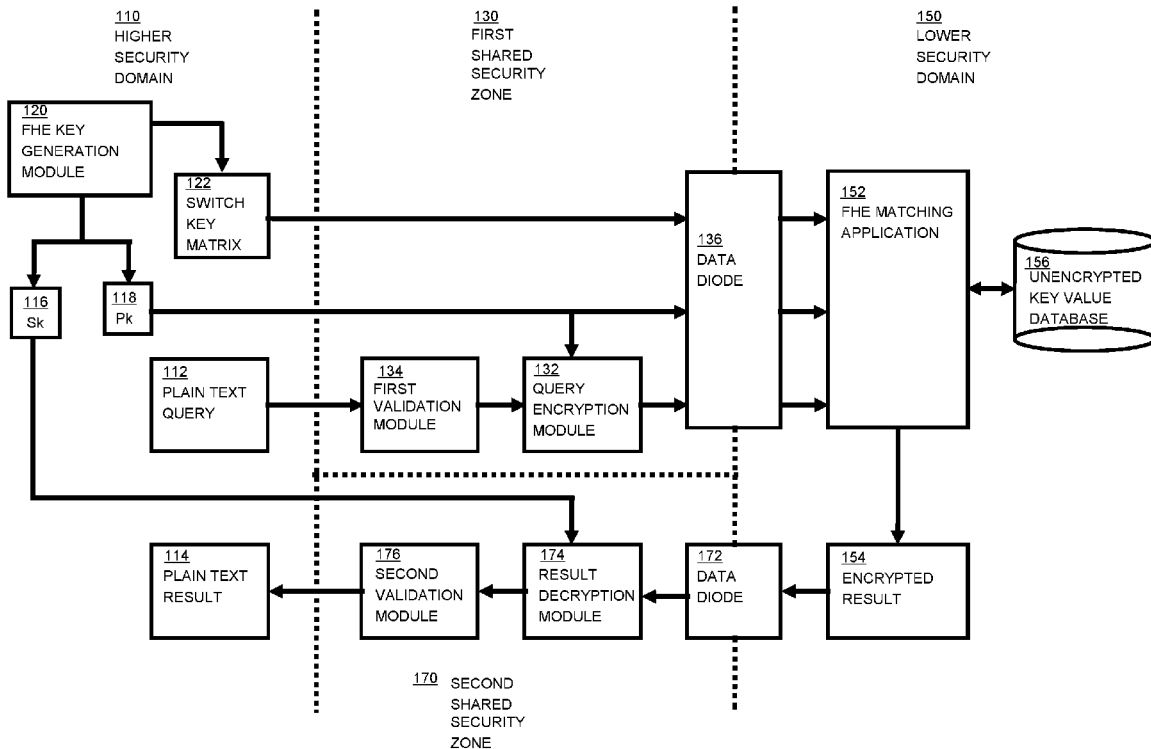 110
HIGHER
SECURITY
DOMAIN
130
FIRST
SHARED
SECURITY
ZONE
150
LOWER
SECURITY
DOMAIN
120
FHE KEY
GENERATION
MODULE
122
SWITCH
KEY
MATRIX
116
Sk
118
Pk
136
DATA
DIODE
152
FHE MATCHING
APPLICATION
156
UNENCRYPTED
KEY VALUE
DATABASE
112
PLAIN TEXT
QUERY
134
FIRST
VALIDATION
MODULE
132
QUERY
ENCRYPTION
MODULE
114
PLAIN TEXT
RESULT
176
SECOND
VALIDATION
MODULE
174
RESULT
DECRYPTION
MODULE
172
DATA
DIODE
154
ENCRYPTED
RESULT
170 SECOND
SHARED
SECURITY
ZONE